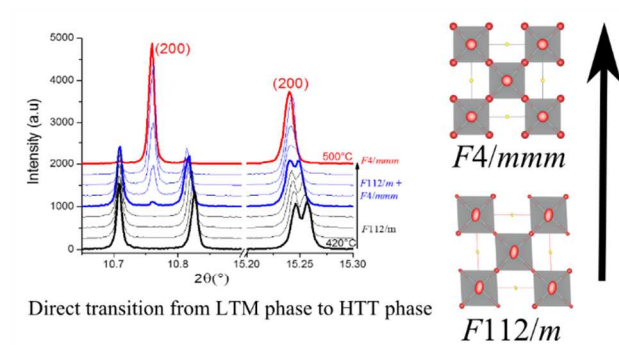 (200)
(200)
5000
4000
3000
2000
1000
0
Intensity (a.u)
500°C
F4/mmm
F112/m +
F4/mmm
F112/m
420°C
10.7
10.8
15.20
15.25
15.30
2θ(°)
Direct transition from LTM phase to HTT phase
F4/mmm
F112/m